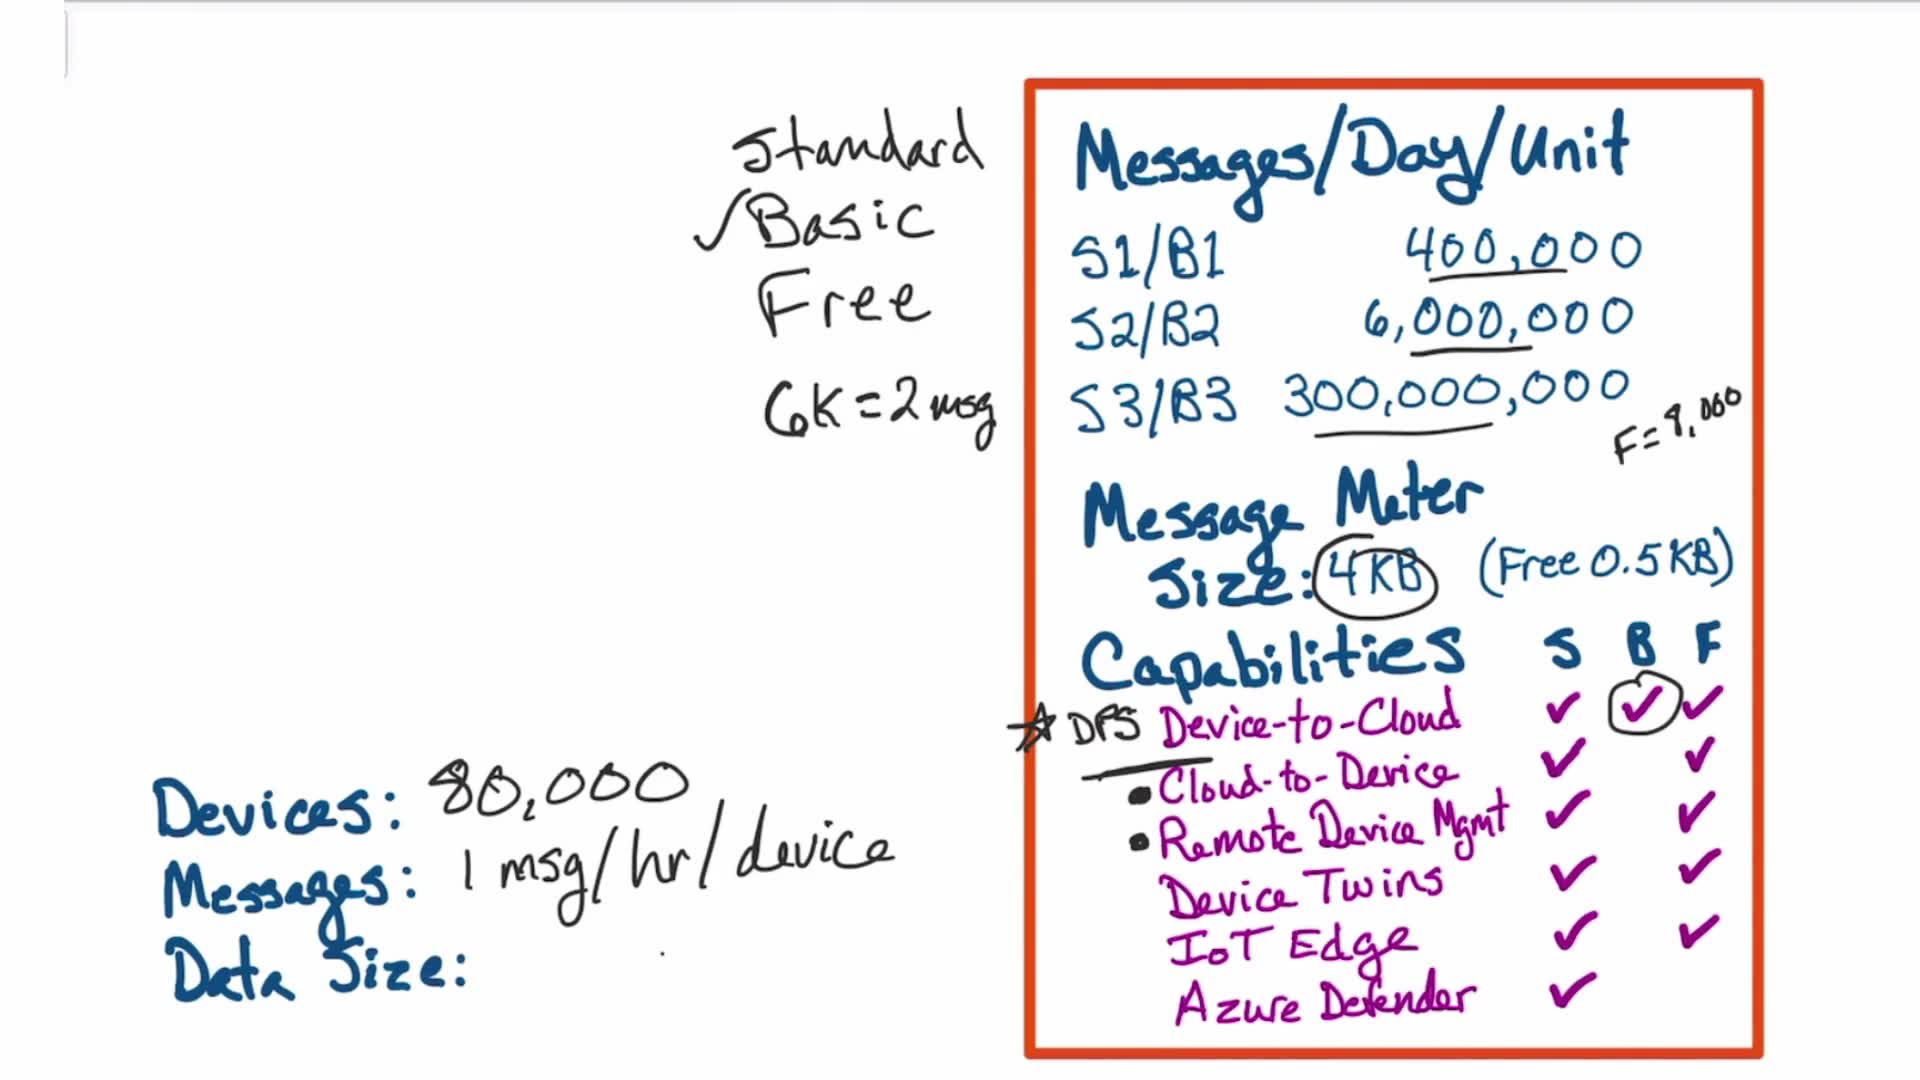 Standard
✓Basic
Free
6K = 2 msg
Messages/Day/Unit
S1/B1 400,000
S2/B2 6,000,000
S3/B3 300,000,000
F = 8,000
Message Meter
Size: 4KB (Free 0.5KB)
Capabilities S B F
★ DPS Device-to-Cloud ✓ ✓ ✓
• Cloud-to-Device ✓ ✓
• Remote Device Mgmt ✓ ✓
Device Twins ✓ ✓
IoT Edge ✓ ✓
Azure Defender ✓
Devices: 80,000
Messages: 1 msg/hr/device
Data Size: